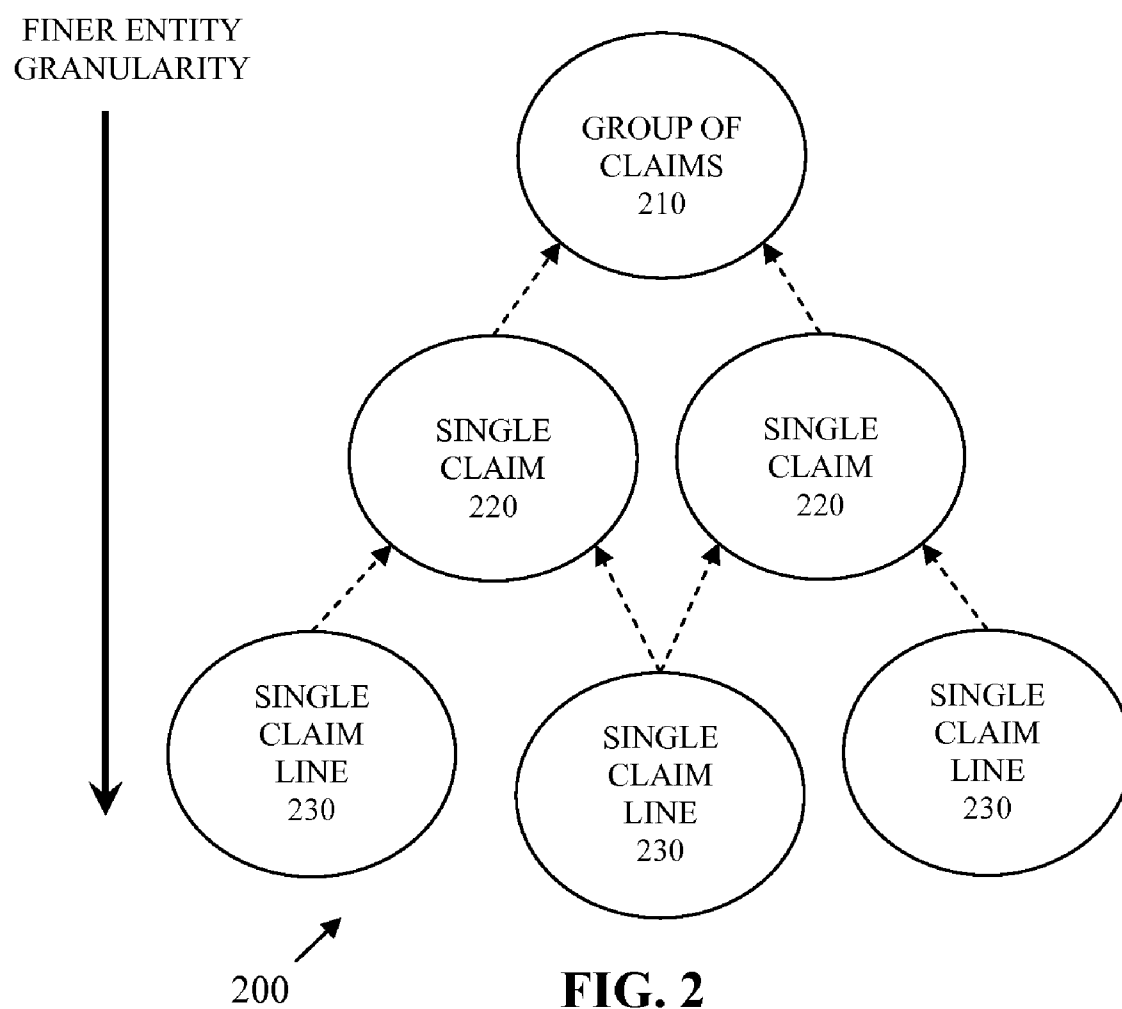 FINER ENTITY
GRANULARITY
GROUP OF
CLAIMS
210
SINGLE
CLAIM
220
SINGLE
CLAIM
220
SINGLE
CLAIM
LINE
230
SINGLE
CLAIM
LINE
230
SINGLE
CLAIM
LINE
230
200
FIG. 2